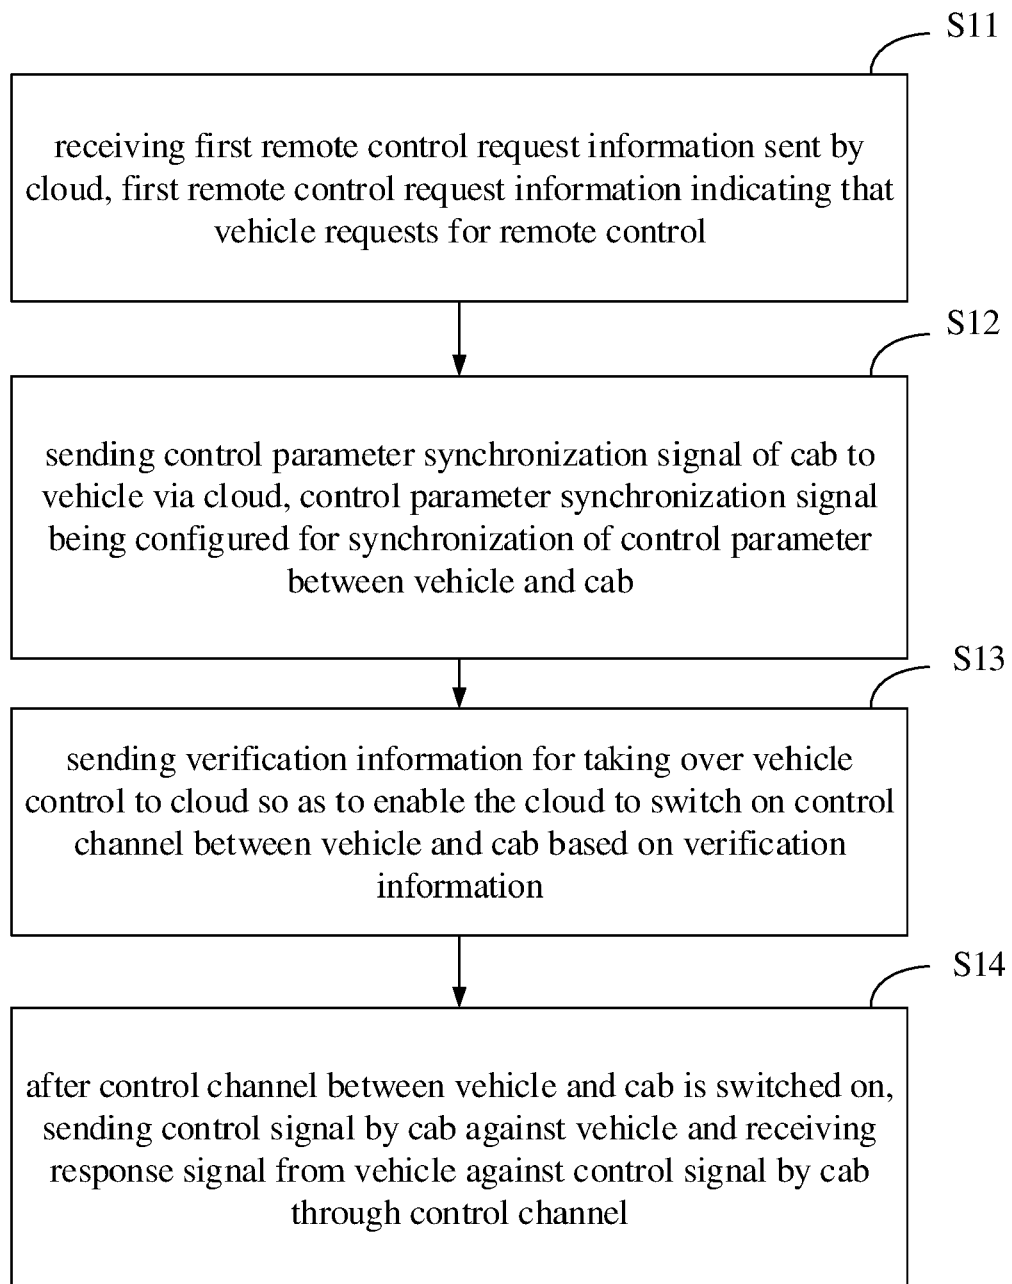 S11
receiving first remote control request information sent by
cloud, first remote control request information indicating that
vehicle requests for remote control
S12
sending control parameter synchronization signal of cab to
vehicle via cloud, control parameter synchronization signal
being configured for synchronization of control parameter
between vehicle and cab
S13
sending verification information for taking over vehicle
control to cloud so as to enable the cloud to switch on control
channel between vehicle and cab based on verification
information
S14
after control channel between vehicle and cab is switched on,
sending control signal by cab against vehicle and receiving
response signal from vehicle against control signal by cab
through control channel